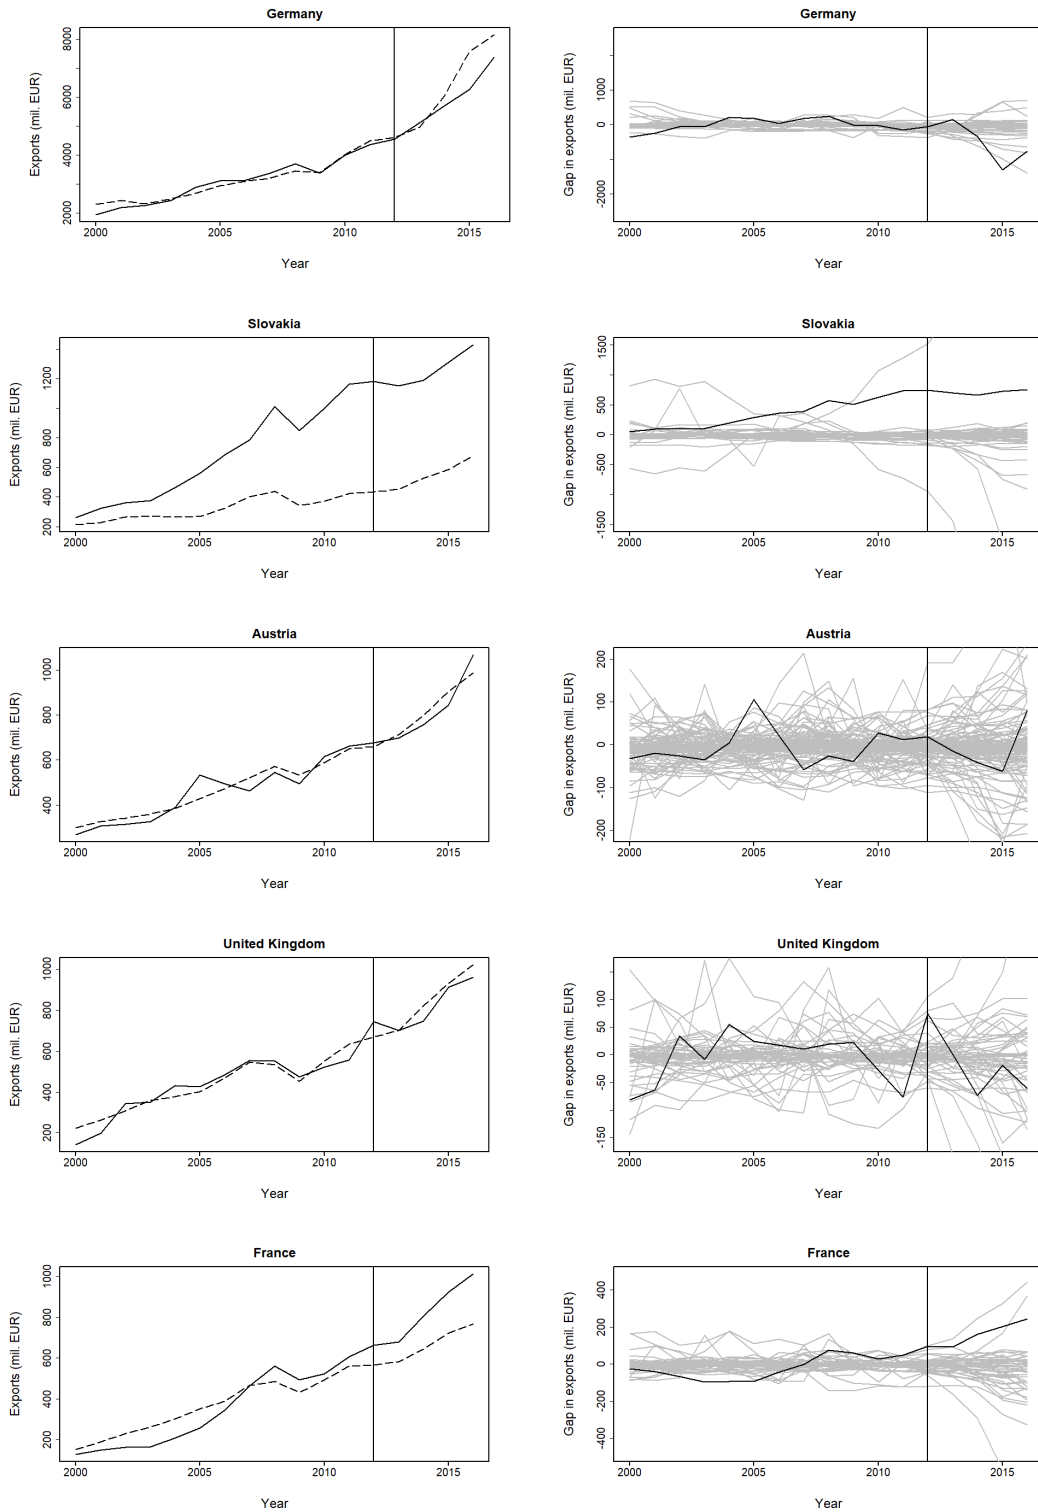 Germany
Exports (mil. EUR)
2000 4000 6000 8000
2000 2005 2010 2015
Year
Germany
Gap in exports (mil. EUR)
-2000 0 1000
2000 2005 2010 2015
Year
Slovakia
Exports (mil. EUR)
200 400 600 800 1200
2000 2005 2010 2015
Year
Slovakia
Gap in exports (mil. EUR)
-1500 -500 0 500 1500
2000 2005 2010 2015
Year
Austria
Exports (mil. EUR)
400 600 800 1000
2000 2005 2010 2015
Year
Austria
Gap in exports (mil. EUR)
-200 -100 0 100 200
2000 2005 2010 2015
Year
United Kingdom
Exports (mil. EUR)
200 400 600 800 1000
2000 2005 2010 2015
Year
United Kingdom
Gap in exports (mil. EUR)
-150 -50 0 50 100
2000 2005 2010 2015
Year
France
Exports (mil. EUR)
200 400 600 800 1000
2000 2005 2010 2015
Year
France
Gap in exports (mil. EUR)
-400 -200 0 200 400
2000 2005 2010 2015
Year